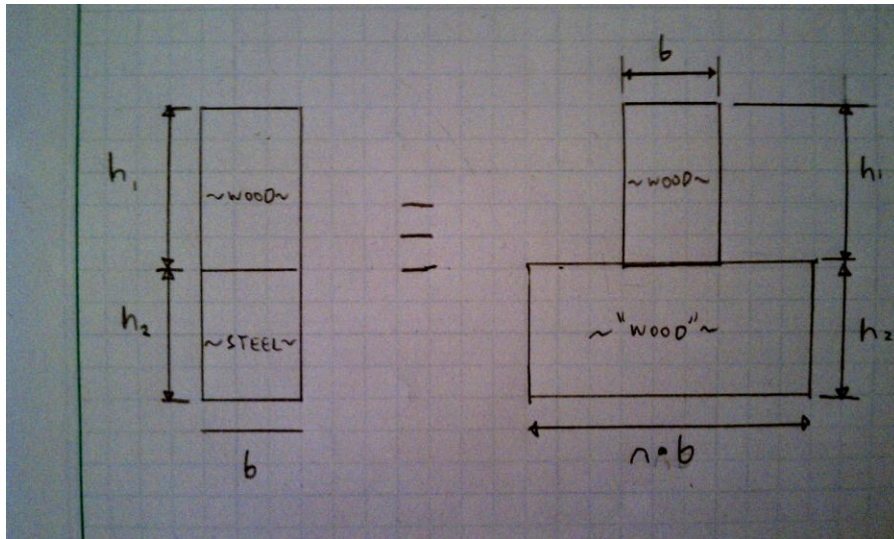 b
h₁
~WOOD~
~WOOD~
h₁
h₂
~STEEL~
~"WOOD"~
h₂
b
n•b